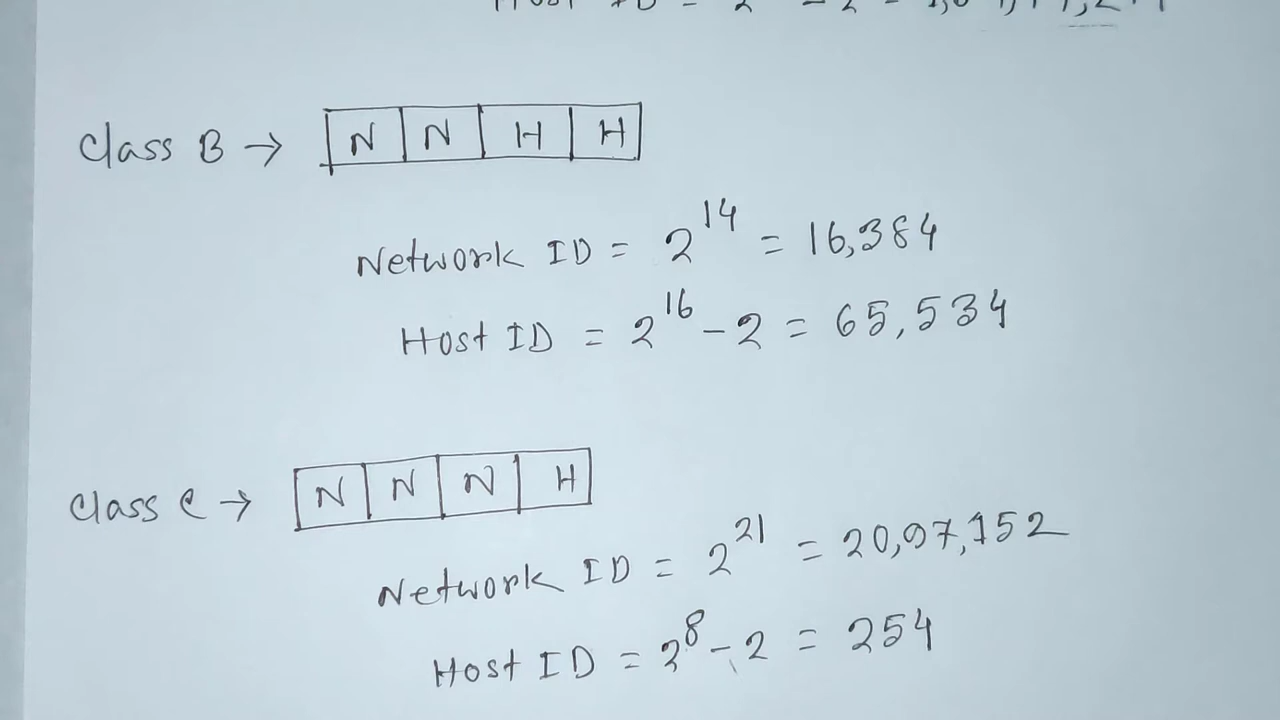 Class B → N N H H
Network ID = 2^14 = 16,384
Host ID = 2^16 - 2 = 65,534
Class C → N N N H
Network ID = 2^21 = 20,97,152
Host ID = 2^8 - 2 = 254